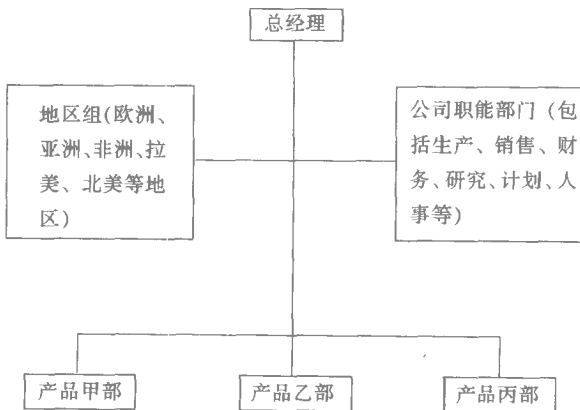 总经理
地区组(欧洲、
亚洲、非洲、拉
美、北美等地
区)
公司职能部门（包
括生产、销售、财
务、研究、计划、人
事等）
产品甲部
产品乙部
产品丙部